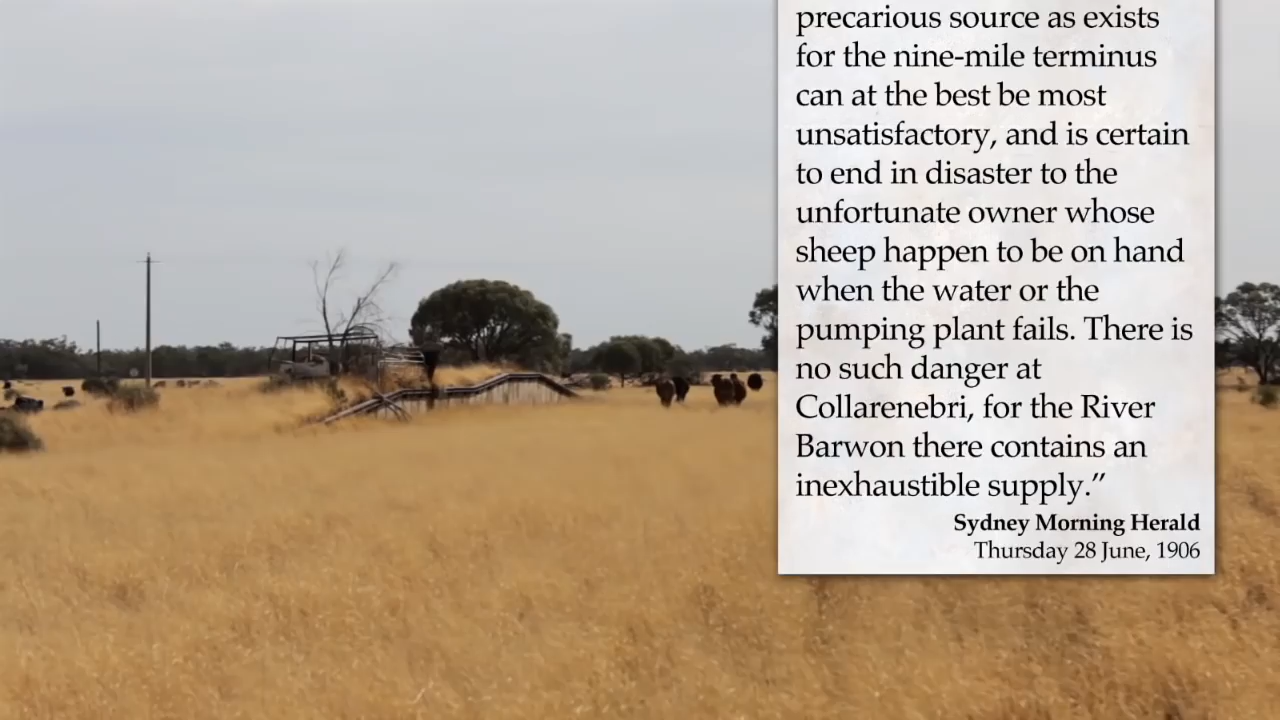 precarious source as exists
for the nine-mile terminus
can at the best be most
unsatisfactory, and is certain
to end in disaster to the
unfortunate owner whose
sheep happen to be on hand
when the water or the
pumping plant fails. There is
no such danger at
Collarenebri, for the River
Barwon there contains an
inexhaustible supply.”
Sydney Morning Herald
Thursday 28 June, 1906